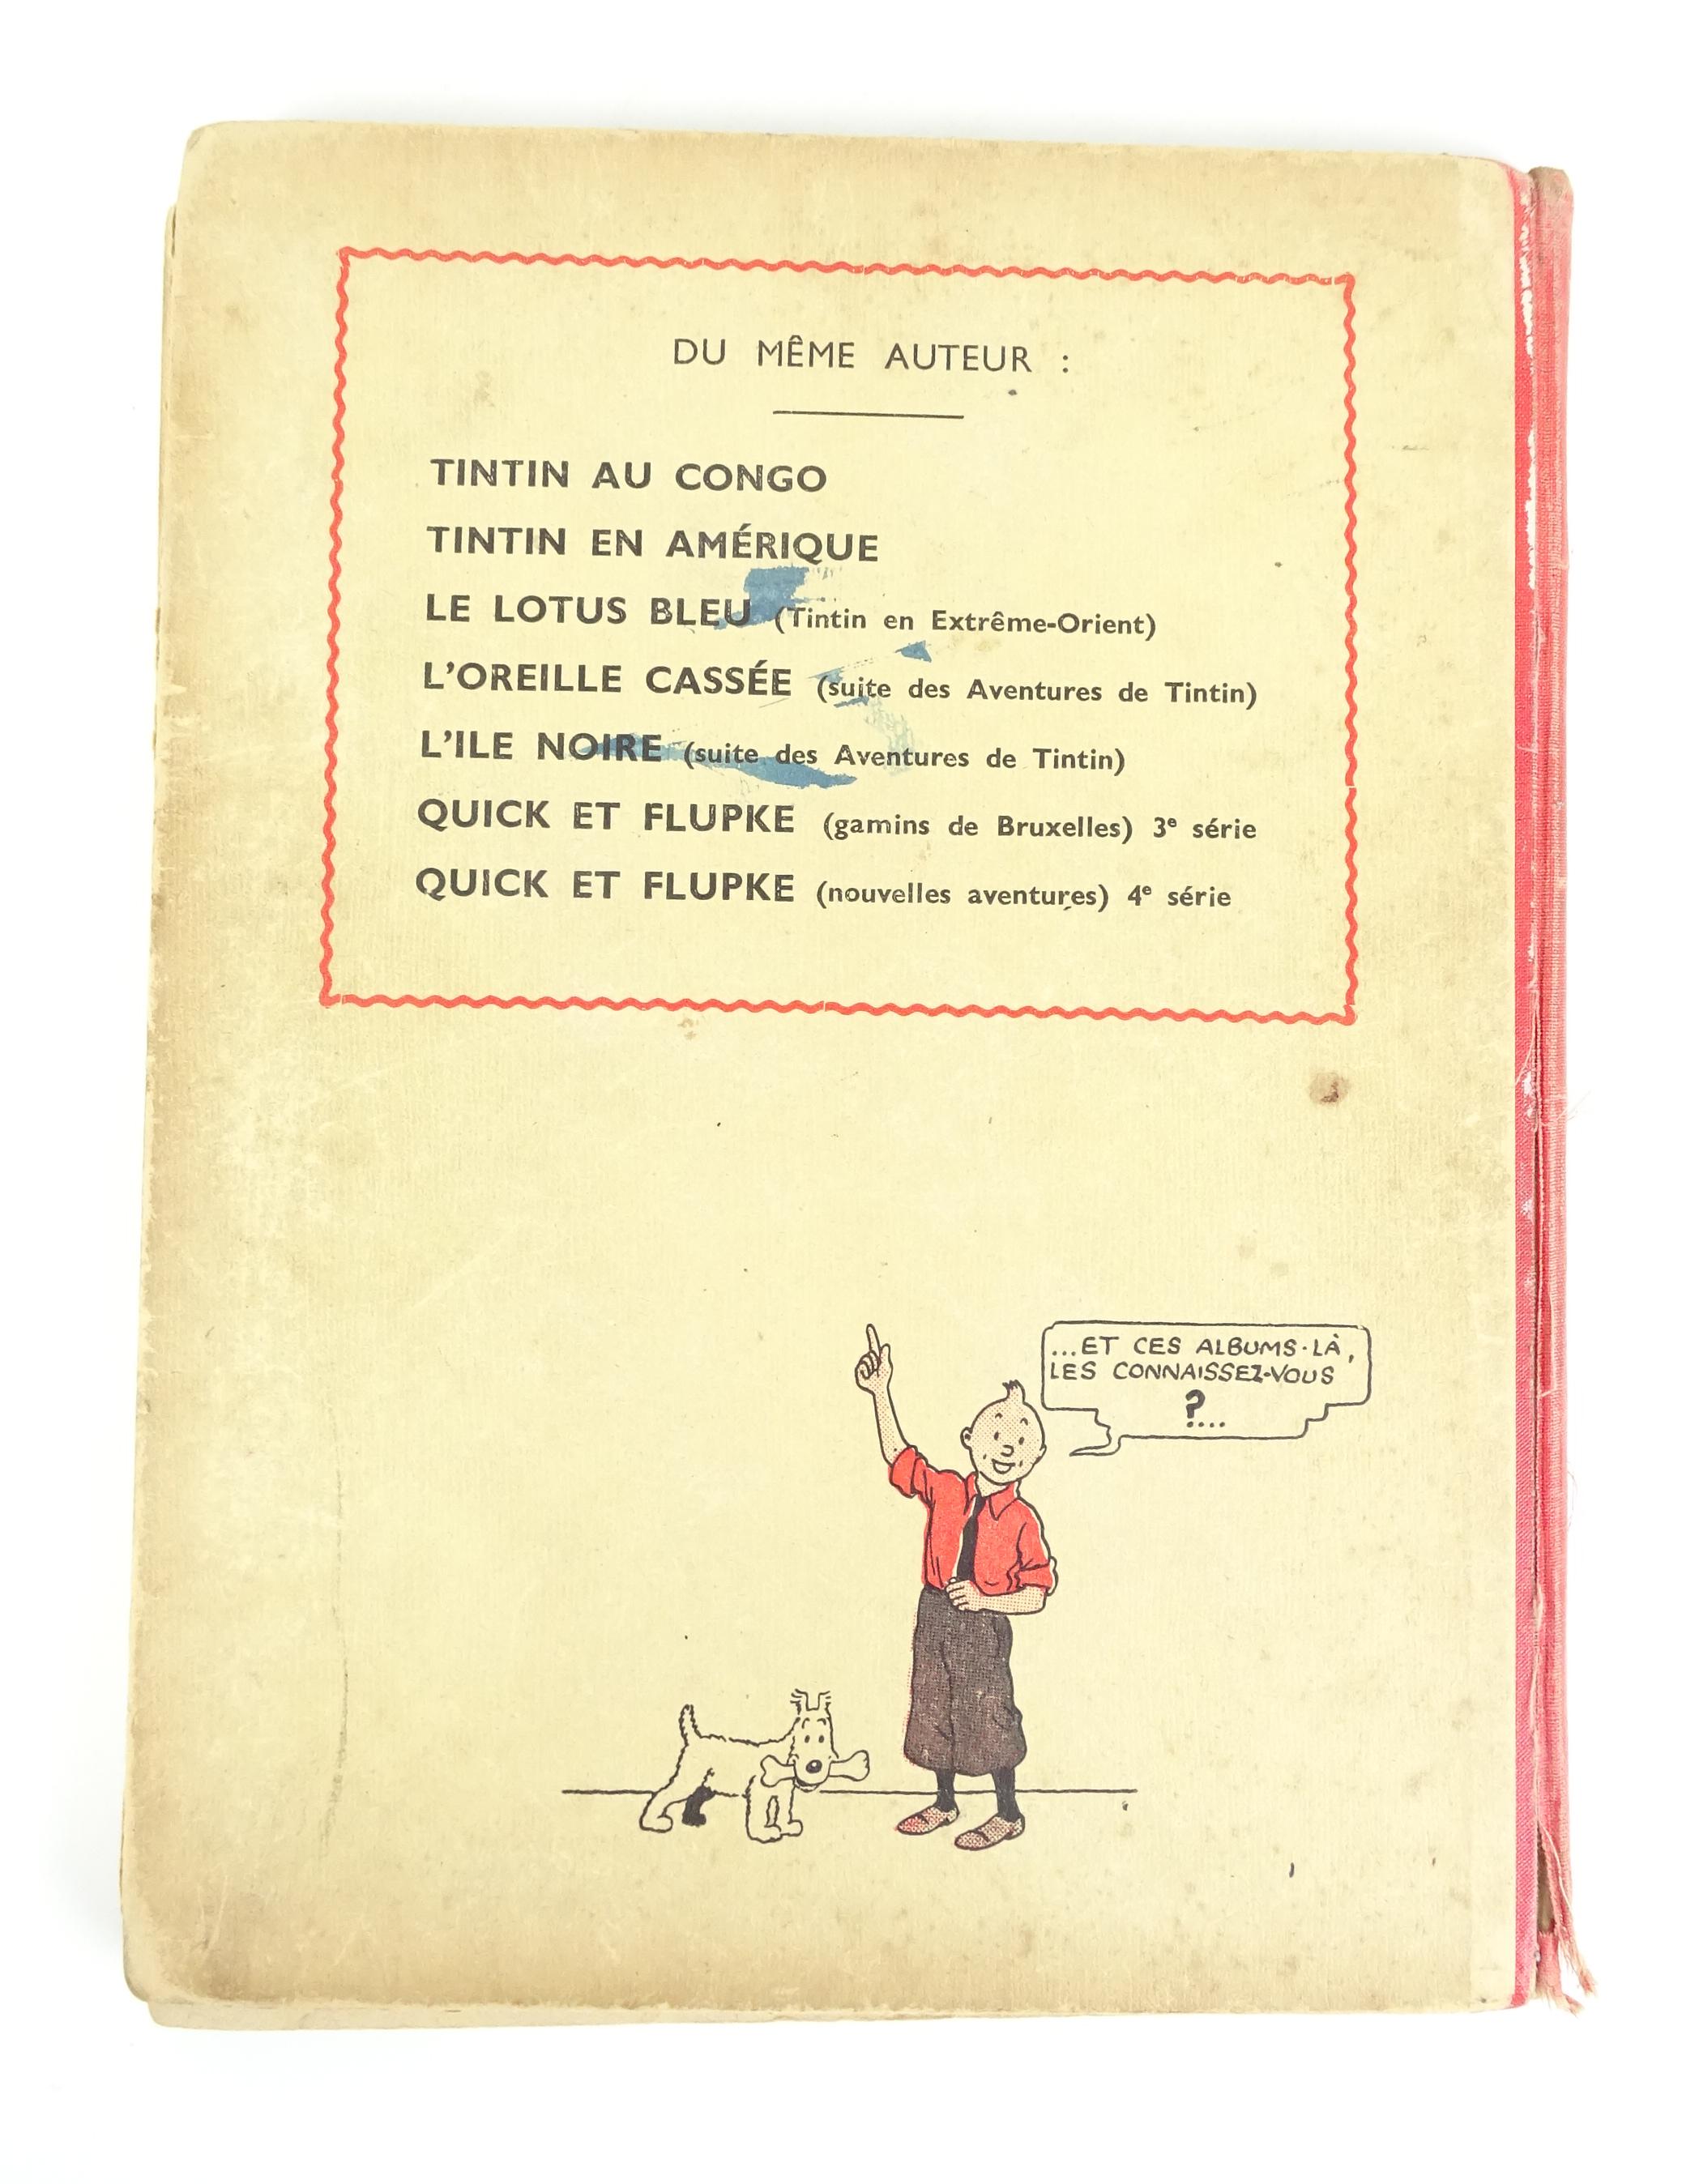 DU MÊME AUTEUR :
TINTIN AU CONGO
TINTIN EN AMÉRIQUE
LE LOTUS BLEU (Tintin en Extrême-Orient)
L'OREILLE CASSÉE (suite des Aventures de Tintin)
L'ILE NOIRE (suite des Aventures de Tintin)
QUICK ET FLUPKE (gamins de Bruxelles) 3e série
QUICK ET FLUPKE (nouvelles aventures) 4e série
...ET CES ALBUMS-LÀ,
LES CONNAISSEZ-VOUS
?...